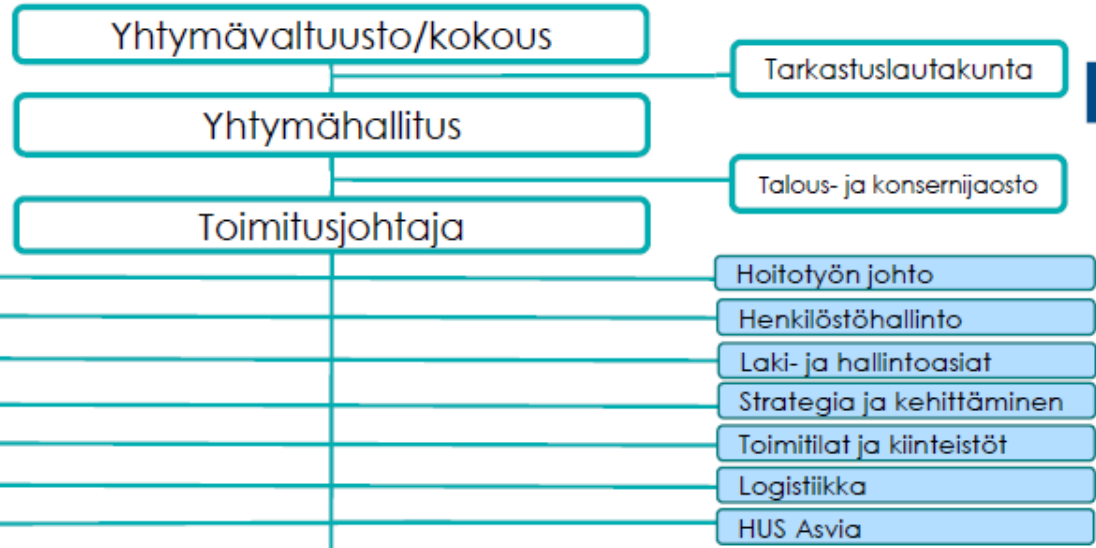 Yhtymävaltuusto/kokous
Tarkastuslautakunta
Yhtymähallitus
Talous- ja konsernijaosto
Toimitusjohtaja
Hoitotyön johto
Henkilöstöhallinto
Laki- ja hallintoasiat
Strategia ja kehittäminen
Toimitilat ja kiinteistöt
Logistiikka
HUS Asvia